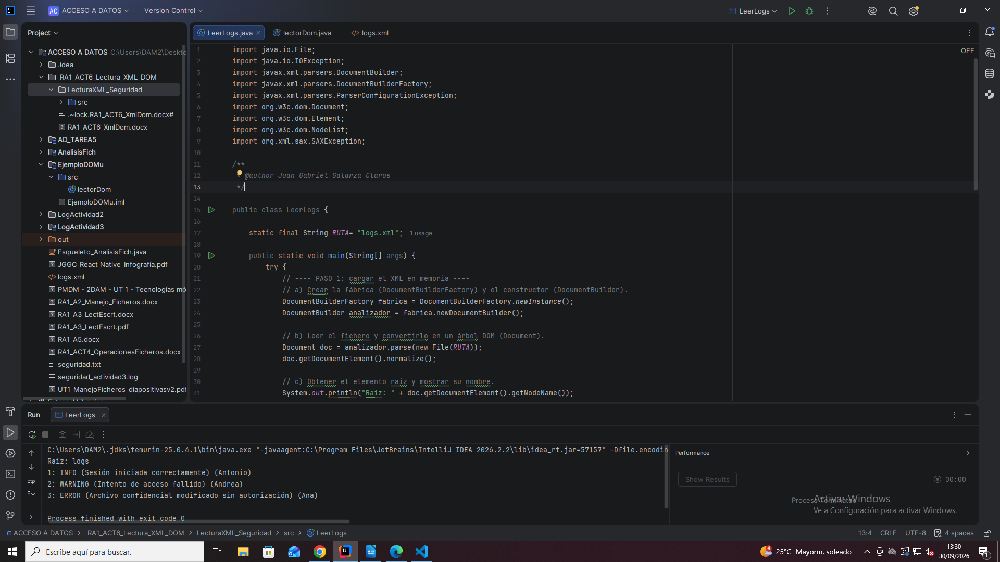 AC ACCESO A DATOS Version Control LeerLogs
Project
ACCESO A DATOS C:\Users\DAM2\Deskto
.idea
RA1_ACT6_Lectura_XML_DOM
LecturaXML_Seguridad
src
.~lock.RA1_ACT6_XmlDom.docx#
RA1_ACT6_XmlDom.docx
AD_TAREA5
AnalisisFich
EjemploDOMu
src
lectorDom
EjemploDOMu.iml
LogActividad2
LogActividad3
out
Esqueleto_AnalisisFich.java
JGGC_React Native_Infografía.pdf
logs.xml
PMDM - 2DAM - UT 1 - Tecnologías mó
RA1_A2_Manejo_Ficheros.docx
RA1_A3_LectEscrt.docx
RA1_A3_LectEscrt.pdf
RA1_A5.docx
RA1_ACT4_OperacionesFicheros.docx
seguridad.txt
seguridad_actividad3.log
UT1_ManejoFicheros_diapositivasv2.pdf
External Libraries
LeerLogs.java lectorDom.java logs.xml
OFF
1 import java.io.File;
2 import java.io.IOException;
3 import javax.xml.parsers.DocumentBuilder;
4 import javax.xml.parsers.DocumentBuilderFactory;
5 import javax.xml.parsers.ParserConfigurationException;
6 import org.w3c.dom.Document;
7 import org.w3c.dom.Element;
8 import org.w3c.dom.NodeList;
9 import org.xml.sax.SAXException;
10
11 /**
12 @author Juan Gabriel Galarza Claros
13 */
14
15 public class LeerLogs {
16
17 static final String RUTA= "logs.xml"; 1 usage
18
19 public static void main(String[] args) {
20 try {
21 // ---- PASO 1: cargar el XML en memoria ----
22 // a) Crear la fábrica (DocumentBuilderFactory) y el constructor (DocumentBuilder).
23 DocumentBuilderFactory fabrica = DocumentBuilderFactory.newInstance();
24 DocumentBuilder analizador = fabrica.newDocumentBuilder();
25
26 // b) Leer el fichero y convertirlo en un árbol DOM (Document).
27 Document doc = analizador.parse(new File(RUTA));
28 doc.getDocumentElement().normalize();
29
30 // c) Obtener el elemento raíz y mostrar su nombre.
31 System.out.println("Raíz: " + doc.getDocumentElement().getNodeName());
Run LeerLogs
C:\Users\DAM2\.jdks\temurin-25.0.4.1\bin\java.exe "-javaagent:C:\Program Files\JetBrains\IntelliJ IDEA 2026.2.2\lib\idea_rt.jar=57157" -Dfile.encodin
Raíz: logs
1: INFO (Sesión iniciada correctamente) (Antonio)
2: WARNING (Intento de acceso fallido) (Andrea)
3: ERROR (Archivo confidencial modificado sin autorización) (Ana)
Process finished with exit code 0
Performance
Show Results 00:00
Process Terminated
Activar Windows
Ve a Configuración para activar Windows.
ACCESO A DATOS > RA1_ACT6_Lectura_XML_DOM > LecturaXML_Seguridad > src > LeerLogs 13:4 CRLF UTF-8 4 spaces
Escribe aquí para buscar.
4 25°C Mayorm. soleado
13:30
30/09/2026
1